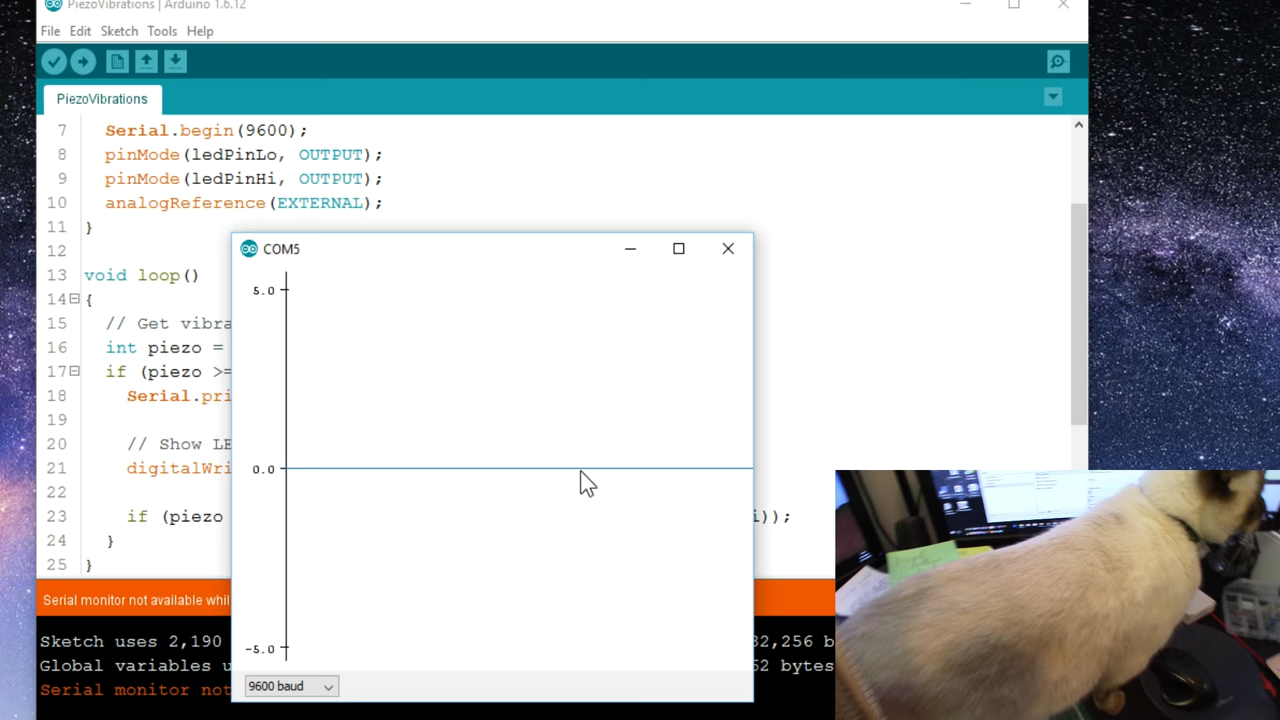 PiezoVibrations | Arduino 1.6.12
File Edit Sketch Tools Help
PiezoVibrations
7 Serial.begin(9600);
8 pinMode(ledPinLo, OUTPUT);
9 pinMode(ledPinHi, OUTPUT);
10 analogReference(EXTERNAL);
11 }
12
13 void loop()
14 {
15 // Get vibra
16 int piezo =
17 if (piezo >=
18 Serial.pri
19
20 // Show LE
21 digitalWri
22
23 if (piezo i));
24 }
25 }
COM5
5.0
0.0
-5.0
9600 baud
Serial monitor not available whil
Sketch uses 2,190 32,256 b
Global variables u 52 bytes
Serial monitor not